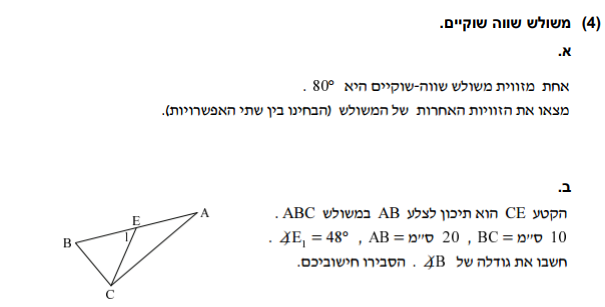 (4) משולש שווה שוקיים.
א.
אחת מזווית משולש שווה-שוקיים היא 80° .
מצאו את הזוויות האחרות של המשולש (הבחינו בין שתי האפשרויות).
ב.
הקטע CE הוא תיכון לצלע AB במשולש ABC .
10 ס״מ = BC , 20 ס״מ = AB , ∡E₁ = 48° .
חשבו את גודלה של ∡B . הסבירו חישוביכם.
A
E
1
B
C